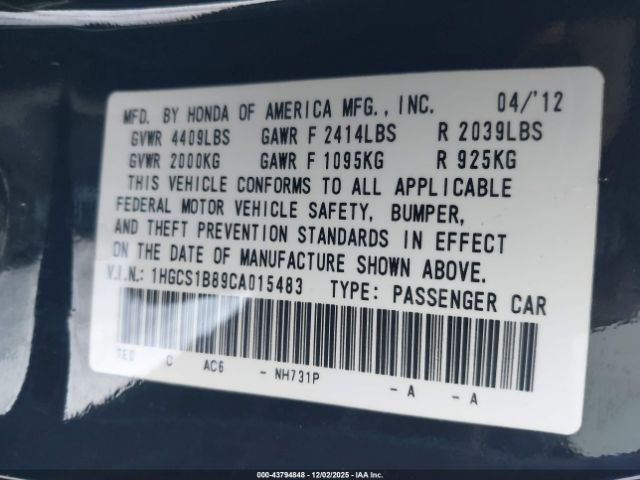 MFD. BY HONDA OF AMERICA MFG., INC. 04/'12
GVWR 4409LBS GAWR F 2414LBS R 2039LBS
GVWR 2000KG GAWR F 1095KG R 925KG
THIS VEHICLE CONFORMS TO ALL APPLICABLE
FEDERAL MOTOR VEHICLE SAFETY, BUMPER,
AND THEFT PREVENTION STANDARDS IN EFFECT
ON THE DATE OF MANUFACTURE SHOWN ABOVE.
V.I.N.: 1HGCS1B89CA015483 TYPE: PASSENGER CAR
C AC6 - NH731P - A - A
000-43794848 - 12/02/2025 - IAA Inc.